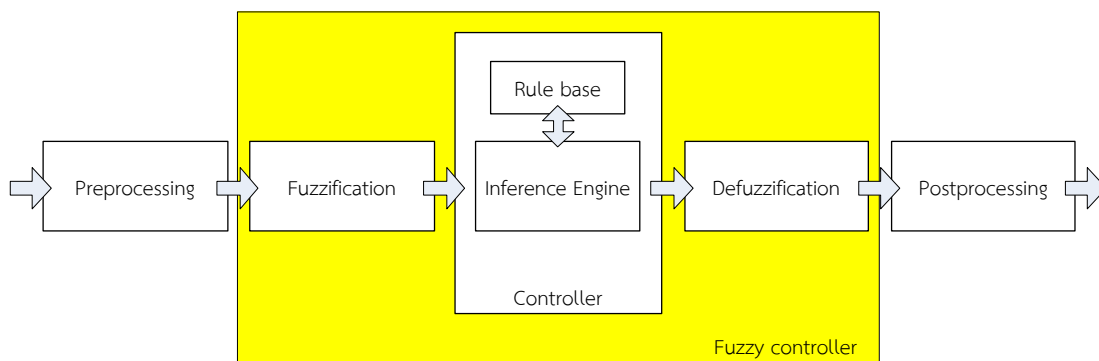 Rule base
Preprocessing
Fuzzification
Inference Engine
Defuzzification
Postprocessing
Controller
Fuzzy controller